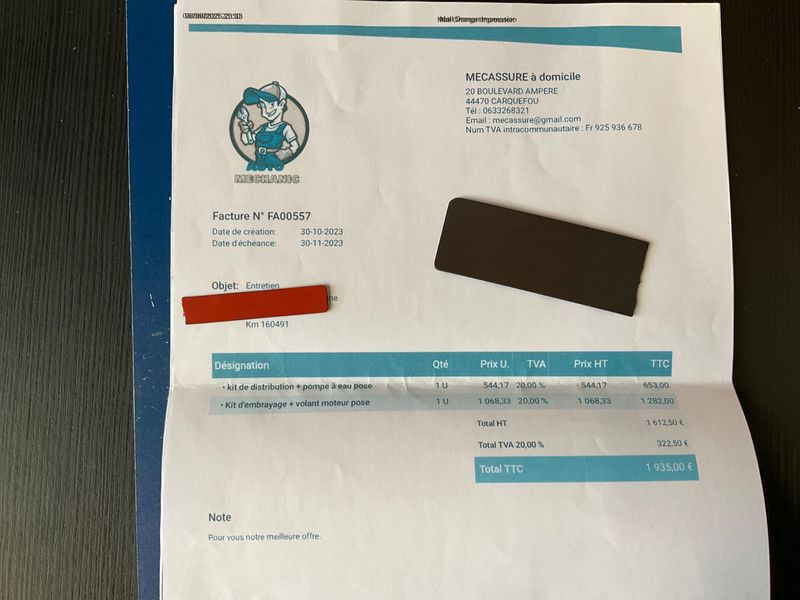 MECASSURE à domicile
20 BOULEVARD AMPERE
44470 CARQUEFOU
Tél : 0633268321
Email : mecassure@gmail.com
Num TVA intracommunautaire : Fr 925 936 678
AUTO
MECHANIC
Facture N° FA00557
Date de création: 30-10-2023
Date d'échéance: 30-11-2023
Objet: Entretien
ne
Km 160491
Désignation Qté Prix U. TVA Prix HT TTC
• kit de distribution + pompe à eau pose 1 U 544,17 20,00 % 544,17 653,00
• Kit d'embrayage + volant moteur pose 1 U 1 068,33 20,00 % 1 068,33 1 282,00
Total HT 1 612,50 €
Total TVA 20,00 % 322,50 €
Total TTC 1 935,00 €
Note
Pour vous notre meilleure offre.